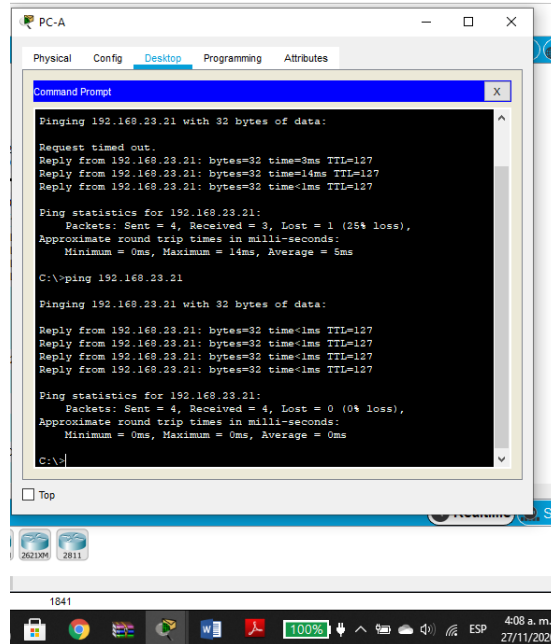 PC-A
Physical Config Desktop Programming Attributes
Command Prompt
X
Pinging 192.168.23.21 with 32 bytes of data:
Request timed out.
Reply from 192.168.23.21: bytes=32 time=3ms TTL=127
Reply from 192.168.23.21: bytes=32 time=14ms TTL=127
Reply from 192.168.23.21: bytes=32 time<1ms TTL=127
Ping statistics for 192.168.23.21:
Packets: Sent = 4, Received = 3, Lost = 1 (25% loss),
Approximate round trip times in milli-seconds:
Minimum = 0ms, Maximum = 14ms, Average = 5ms
C:\>ping 192.168.23.21
Pinging 192.168.23.21 with 32 bytes of data:
Reply from 192.168.23.21: bytes=32 time<1ms TTL=127
Reply from 192.168.23.21: bytes=32 time<1ms TTL=127
Reply from 192.168.23.21: bytes=32 time<1ms TTL=127
Reply from 192.168.23.21: bytes=32 time<1ms TTL=127
Ping statistics for 192.168.23.21:
Packets: Sent = 4, Received = 4, Lost = 0 (0% loss),
Approximate round trip times in milli-seconds:
Minimum = 0ms, Maximum = 0ms, Average = 0ms
C:\>
Top
2621XM 2811
1841
100% ESP 4:08 a. m.
27/11/2020